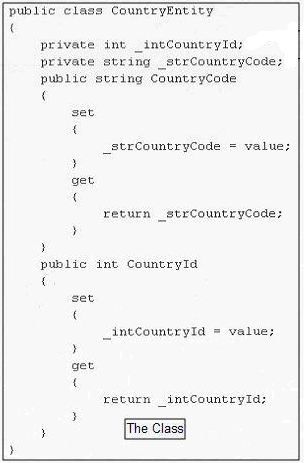 public class CountryEntity
{
    private int _intCountryId;
    private string _strCountryCode;
    public string CountryCode
    {
        set
        {
            _strCountryCode = value;
        }
        get
        {
            return _strCountryCode;
        }
    }
    public int CountryId
    {
        set
        {
            _intCountryId = value;
        }
        get
        {
            return _intCountryId;
        }
The Class
    }
}